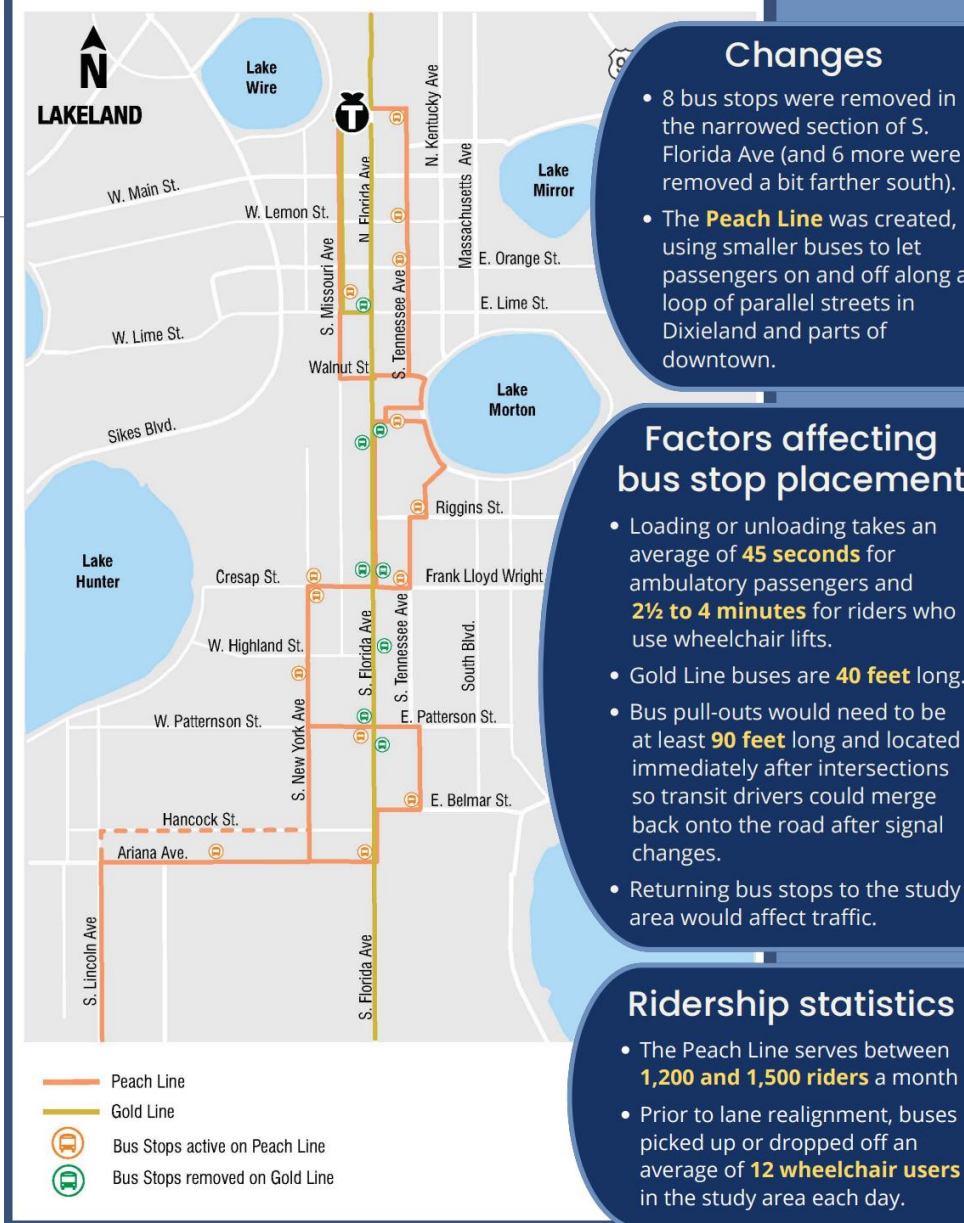 N
LAKELAND
Lake
Wire
T
N. Kentucky Ave
Massachusetts Ave
Lake
Mirror
W. Main St.
N. Florida Ave
W. Lemon St.
S. Missouri Ave
S. Tennessee Ave
E. Orange St.
E. Lime St.
W. Lime St.
Walnut St
Lake
Morton
Sikes Blvd.
Riggins St.
Lake
Hunter
Cresap St.
Frank Lloyd Wright
W. Highland St.
S. Florida Ave
S. Tennessee Ave
South Blvd.
W. Patternson St.
E. Patterson St.
S. New York Ave
E. Belmar St.
Hancock St.
Ariana Ave.
S. Lincoln Ave
S. Florida Ave
Peach Line
Gold Line
Bus Stops active on Peach Line
Bus Stops removed on Gold Line
Changes
• 8 bus stops were removed in
the narrowed section of S.
Florida Ave (and 6 more were
removed a bit farther south).
• The Peach Line was created,
using smaller buses to let
passengers on and off along a
loop of parallel streets in
Dixieland and parts of
downtown.
Factors affecting
bus stop placement
• Loading or unloading takes an
average of 45 seconds for
ambulatory passengers and
2½ to 4 minutes for riders who
use wheelchair lifts.
• Gold Line buses are 40 feet long.
• Bus pull-outs would need to be
at least 90 feet long and located
immediately after intersections
so transit drivers could merge
back onto the road after signal
changes.
• Returning bus stops to the study
area would affect traffic.
Ridership statistics
• The Peach Line serves between
1,200 and 1,500 riders a month
• Prior to lane realignment, buses
picked up or dropped off an
average of 12 wheelchair users
in the study area each day.